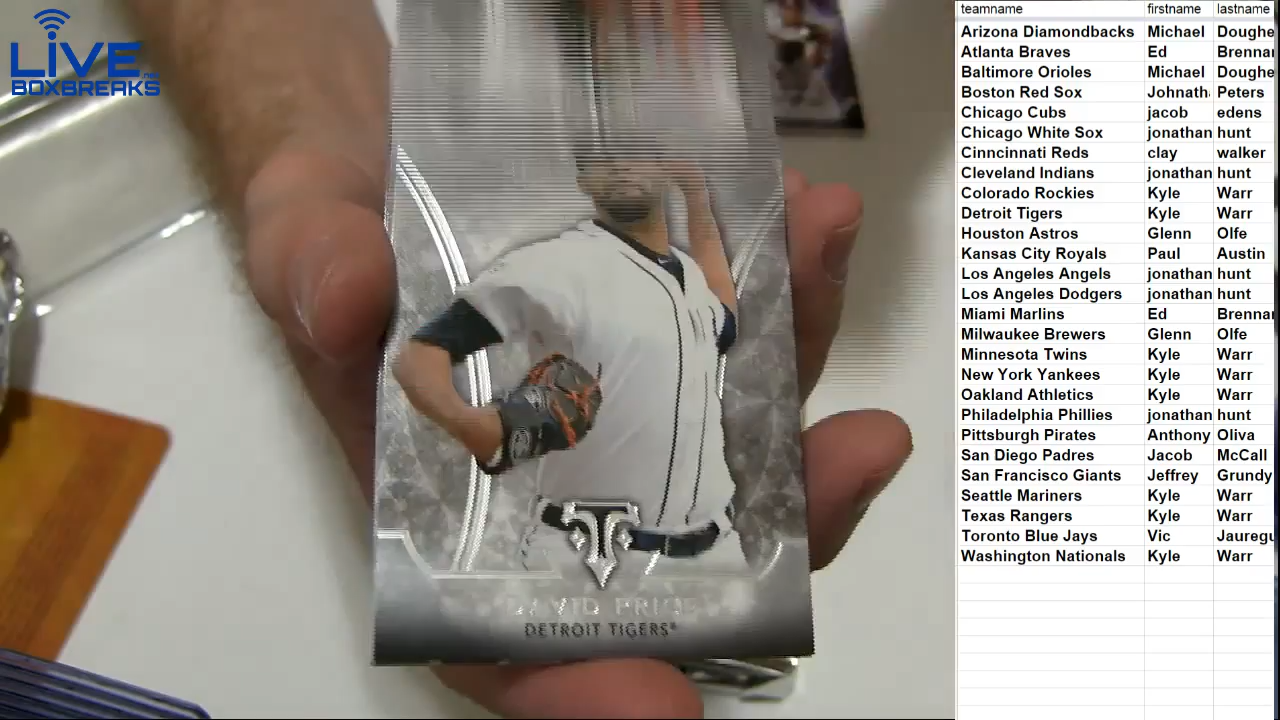 LIVE
BOXBREAKS
DAVID PRICE
DETROIT TIGERS
teamname firstname lastname
Arizona Diamondbacks Michael Doughe
Atlanta Braves Ed Brennar
Baltimore Orioles Michael Doughe
Boston Red Sox Johnath Peters
Chicago Cubs jacob edens
Chicago White Sox jonathan hunt
Cinncinnati Reds clay walker
Cleveland Indians jonathan hunt
Colorado Rockies Kyle Warr
Detroit Tigers Kyle Warr
Houston Astros Glenn Olfe
Kansas City Royals Paul Austin
Los Angeles Angels jonathan hunt
Los Angeles Dodgers jonathan hunt
Miami Marlins Ed Brennar
Milwaukee Brewers Glenn Olfe
Minnesota Twins Kyle Warr
New York Yankees Kyle Warr
Oakland Athletics Kyle Warr
Philadelphia Phillies jonathan hunt
Pittsburgh Pirates Anthony Oliva
San Diego Padres Jacob McCall
San Francisco Giants Jeffrey Grundy
Seattle Mariners Kyle Warr
Texas Rangers Kyle Warr
Toronto Blue Jays Vic Jauregu
Washington Nationals Kyle Warr